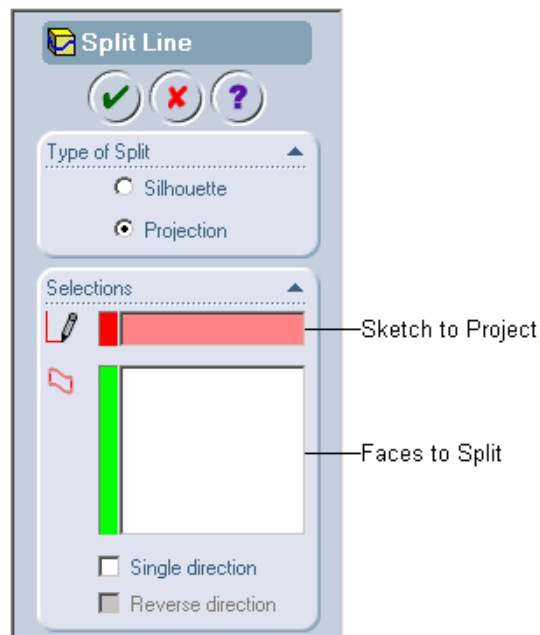 Split Line
?
Type of Split
Silhouette
Projection
Selections
Sketch to Project
Faces to Split
Single direction
Reverse direction